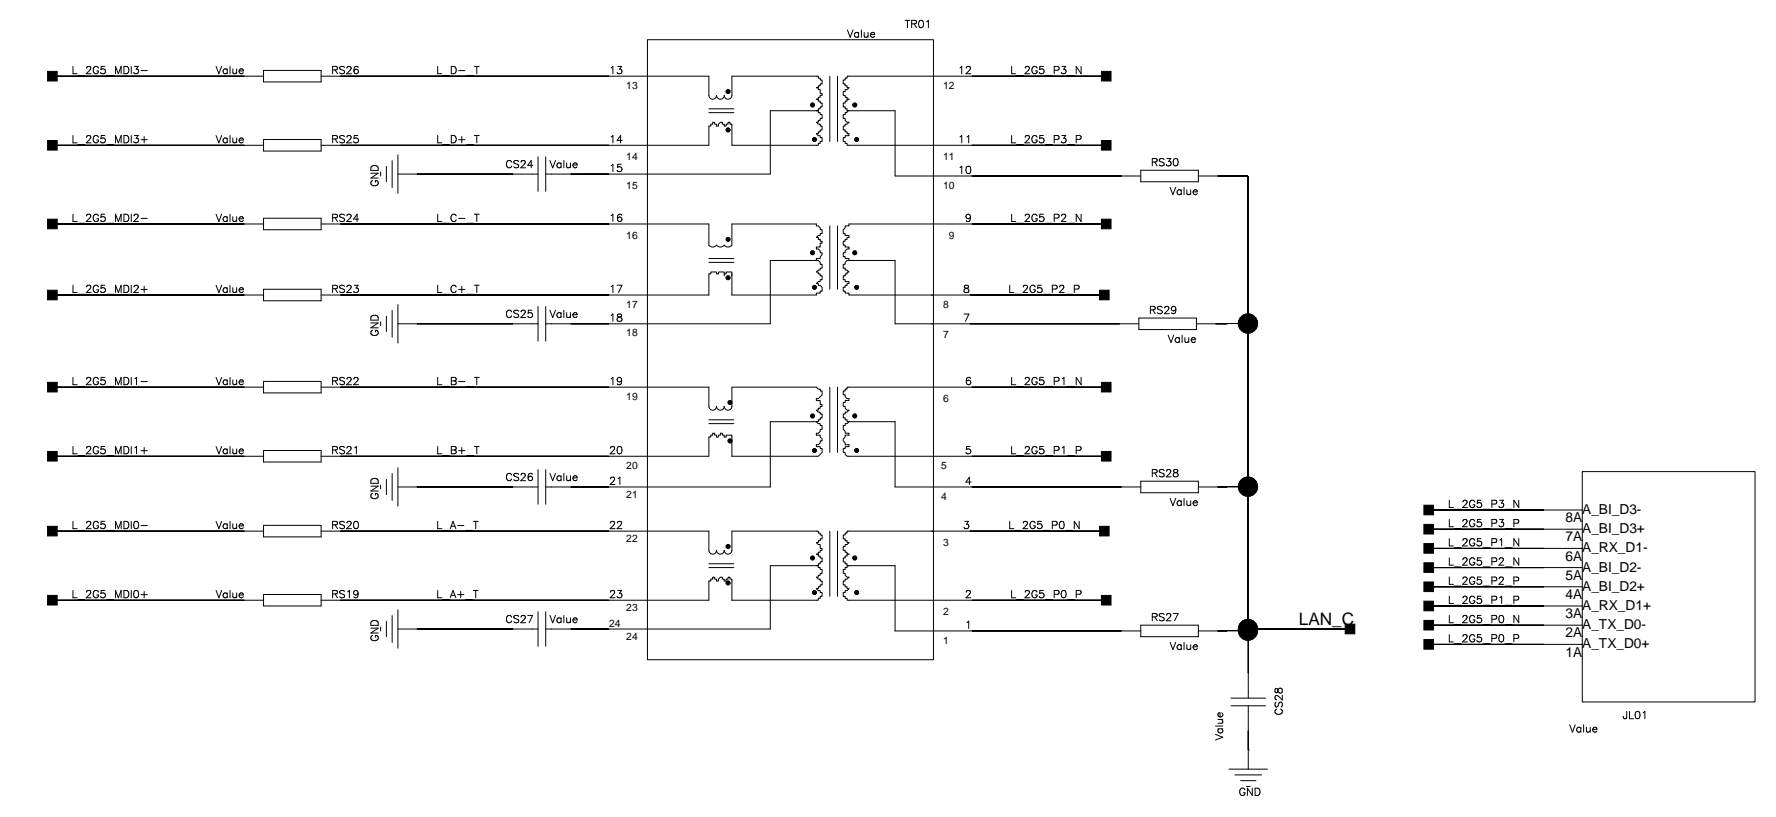 TR01
Value
L_2G5_MDI3- Value RS26 L_D-_T 13 13 12 12 L_2G5_P3_N
L_2G5_MDI3+ Value RS25 L_D+_T 14 14 11 11 L_2G5_P3_P
GND CS24 Value 15 15 10 10 RS30 Value
L_2G5_MDI2- Value RS24 L_C-_T 16 16 9 9 L_2G5_P2_N
L_2G5_MDI2+ Value RS23 L_C+_T 17 17 8 8 L_2G5_P2_P
GND CS25 Value 18 18 7 7 RS29 Value
L_2G5_MDI1- Value RS22 L_B-_T 19 19 6 6 L_2G5_P1_N
L_2G5_MDI1+ Value RS21 L_B+_T 20 20 5 5 L_2G5_P1_P
GND CS26 Value 21 21 4 4 RS28 Value
L_2G5_MDI0- Value RS20 L_A-_T 22 22 3 3 L_2G5_P0_N
L_2G5_MDI0+ Value RS19 L_A+_T 23 23 2 2 L_2G5_P0_P
GND CS27 Value 24 24 1 1 RS27 Value
LAN_C
CS28
Value
GND
L_2G5_P3_N 8A A_BI_D3-
L_2G5_P3_P 7A A_BI_D3+
L_2G5_P1_N 6A A_RX_D1-
L_2G5_P2_N 5A A_BI_D2-
L_2G5_P2_P 4A A_BI_D2+
L_2G5_P1_P 3A A_RX_D1+
L_2G5_P0_N 2A A_TX_D0-
L_2G5_P0_P 1A A_TX_D0+
JL01
Value